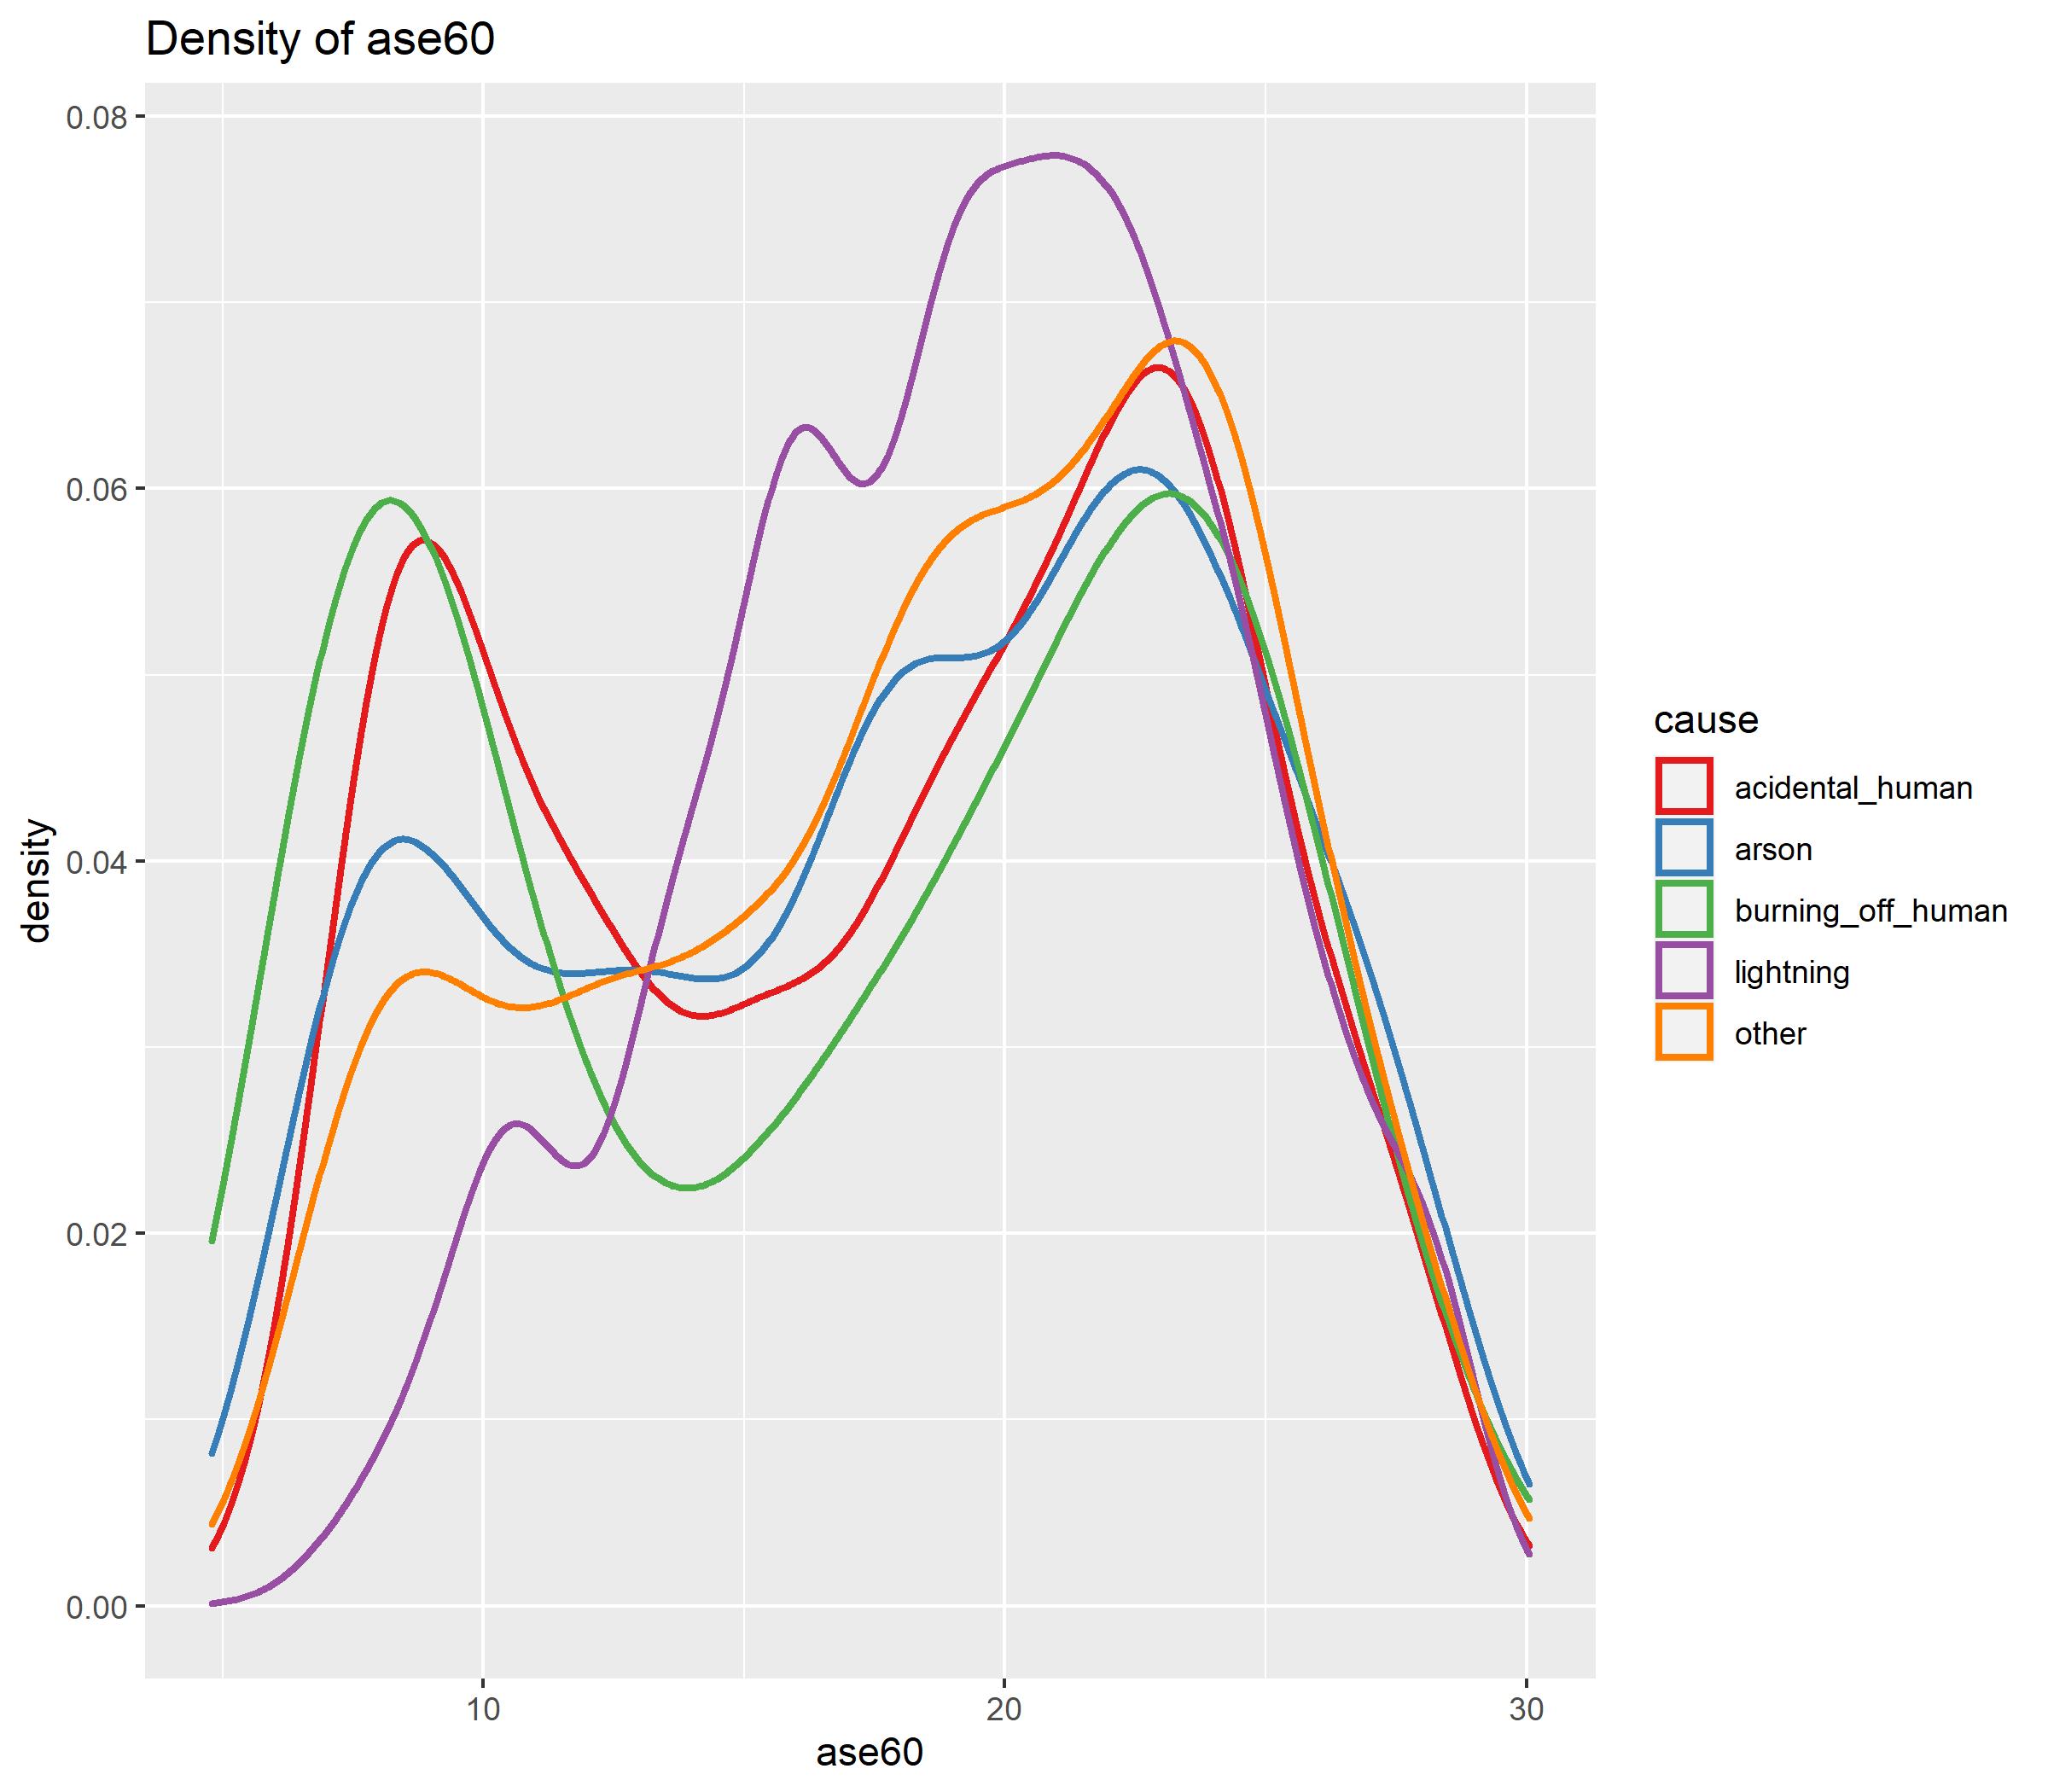 Density of ase60
0.08
0.06
0.04
0.02
0.00
density
10
20
30
ase60
cause
acidental_human
arson
burning_off_human
lightning
other